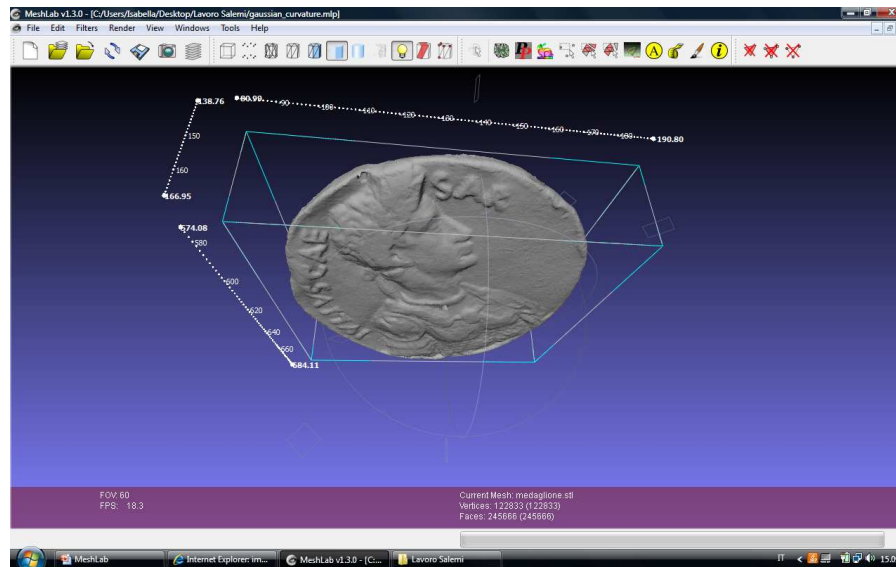 MeshLab v1.3.0 - [C:/Users/Isabella/Desktop/Lavoro Salemi/gaussian_curvature.mlp]
File Edit Filters Render View Windows Tools Help
80.99 90 100 110 120 130 140 150 160 170 180 190.80
138.76
150
160
166.95
574.08
580
600
620
640
660
684.11
SAC
FOV: 60
FPS: 18.3
Current Mesh: medaglione.stl
Vertices: 122833 (122833)
Faces: 245666 (245666)
MeshLab
Internet Explorer: im...
MeshLab v1.3.0 - [C:...
Lavoro Salemi
IT